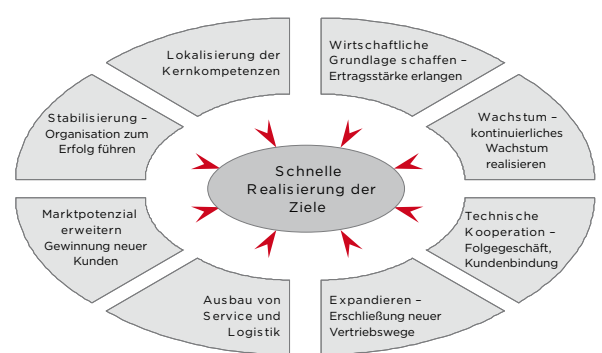 Lokalisierung der
Kernkompetenzen
Wirtschaftliche
Grundlage schaffen –
Ertragsstärke erlangen
Stabilisierung –
Organisation zum
Erfolg führen
Wachstum –
kontinuierliches
Wachstum
realisieren
Schnelle
Realisierung der
Ziele
Marktpotenzial
erweitern
Gewinnung neuer
Kunden
Technische
Kooperation –
Folgegeschäft,
Kundenbindung
Ausbau von
Service und
Logistik
Expandieren –
Erschließung neuer
Vertriebswege